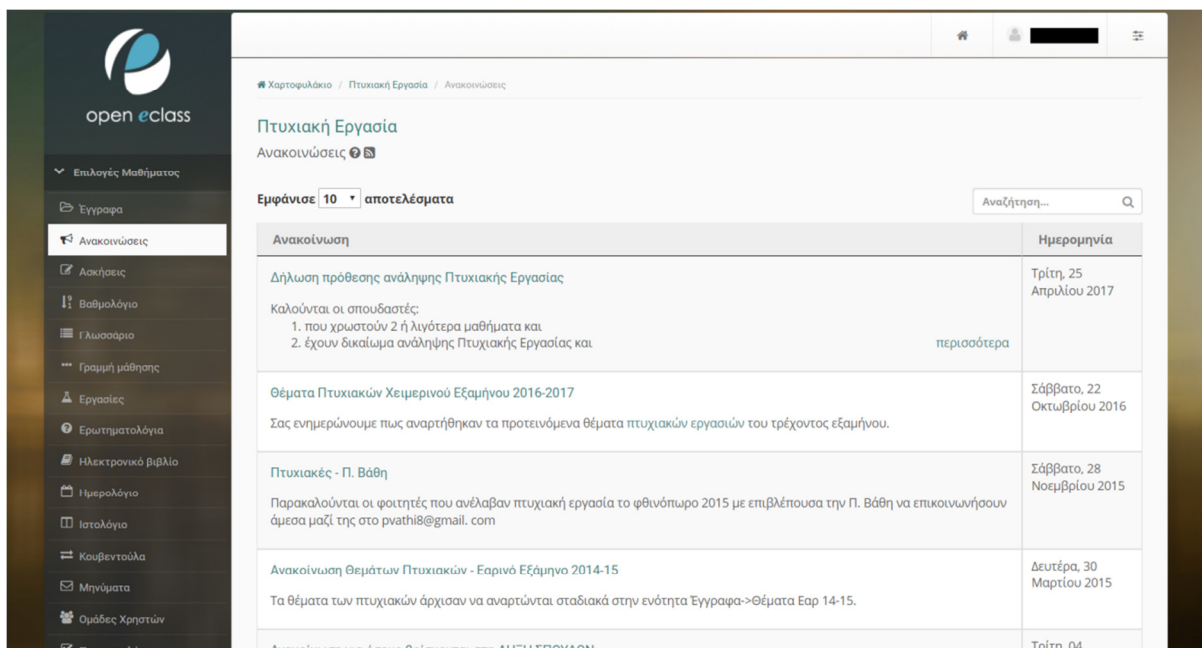 open eclass
Επιλογές Μαθήματος
Έγγραφα
Ανακοινώσεις
Ασκήσεις
Βαθμολόγιο
Γλωσσάριο
Γραμμή μάθησης
Εργασίες
Ερωτηματολόγια
Ηλεκτρονικό βιβλίο
Ημερολόγιο
Ιστολόγιο
Κουβεντούλα
Μηνύματα
Ομάδες Χρηστών
Χαρτοφυλάκιο / Πτυχιακή Εργασία / Ανακοινώσεις
Πτυχιακή Εργασία
Ανακοινώσεις
Εμφάνισε 10 αποτελέσματα
Αναζήτηση...
Ανακοίνωση
Ημερομηνία
Δήλωση πρόθεσης ανάληψης Πτυχιακής Εργασίας
Καλούνται οι σπουδαστές:
1. που χρωστούν 2 ή λιγότερα μαθήματα και
2. έχουν δικαίωμα ανάληψης Πτυχιακής Εργασίας και
περισσότερα
Τρίτη, 25
Απριλίου 2017
Θέματα Πτυχιακών Χειμερινού Εξαμήνου 2016-2017
Σας ενημερώνουμε πως αναρτήθηκαν τα προτεινόμενα θέματα πτυχιακών εργασιών του τρέχοντος εξαμήνου.
Σάββατο, 22
Οκτωβρίου 2016
Πτυχιακές - Π. Βάθη
Παρακαλούνται οι φοιτητές που ανέλαβαν πτυχιακή εργασία το φθινόπωρο 2015 με επιβλέπουσα την Π. Βάθη να επικοινωνήσουν
άμεσα μαζί της στο pvathi8@gmail. com
Σάββατο, 28
Νοεμβρίου 2015
Ανακοίνωση Θεμάτων Πτυχιακών - Εαρινό Εξάμηνο 2014-15
Τα θέματα των πτυχιακών άρχισαν να αναρτώνται σταδιακά στην ενότητα Έγγραφα->Θέματα Εαρ 14-15.
Δευτέρα, 30
Μαρτίου 2015
Τρίτη, 04